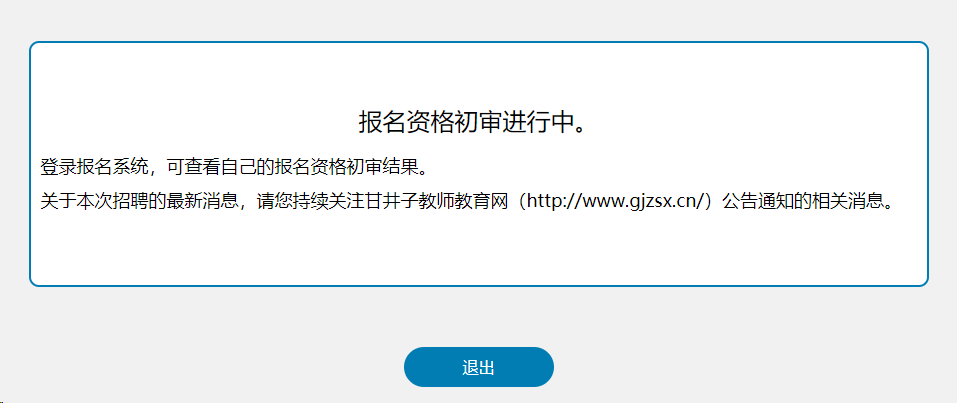 报名资格初审进行中。
登录报名系统，可查看自己的报名资格初审结果。
关于本次招聘的最新消息，请您持续关注甘井子教师教育网（http://www.gjzsx.cn/）公告通知的相关消息。
退出